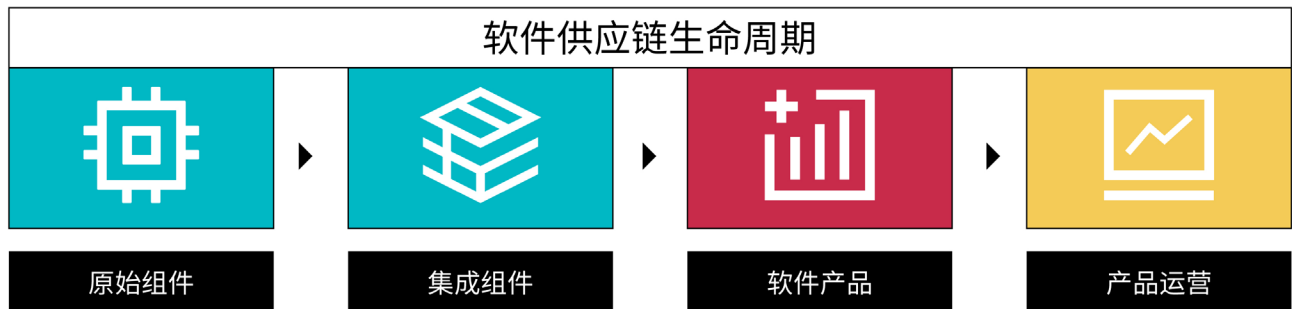 软件供应链生命周期
原始组件
集成组件
软件产品
产品运营